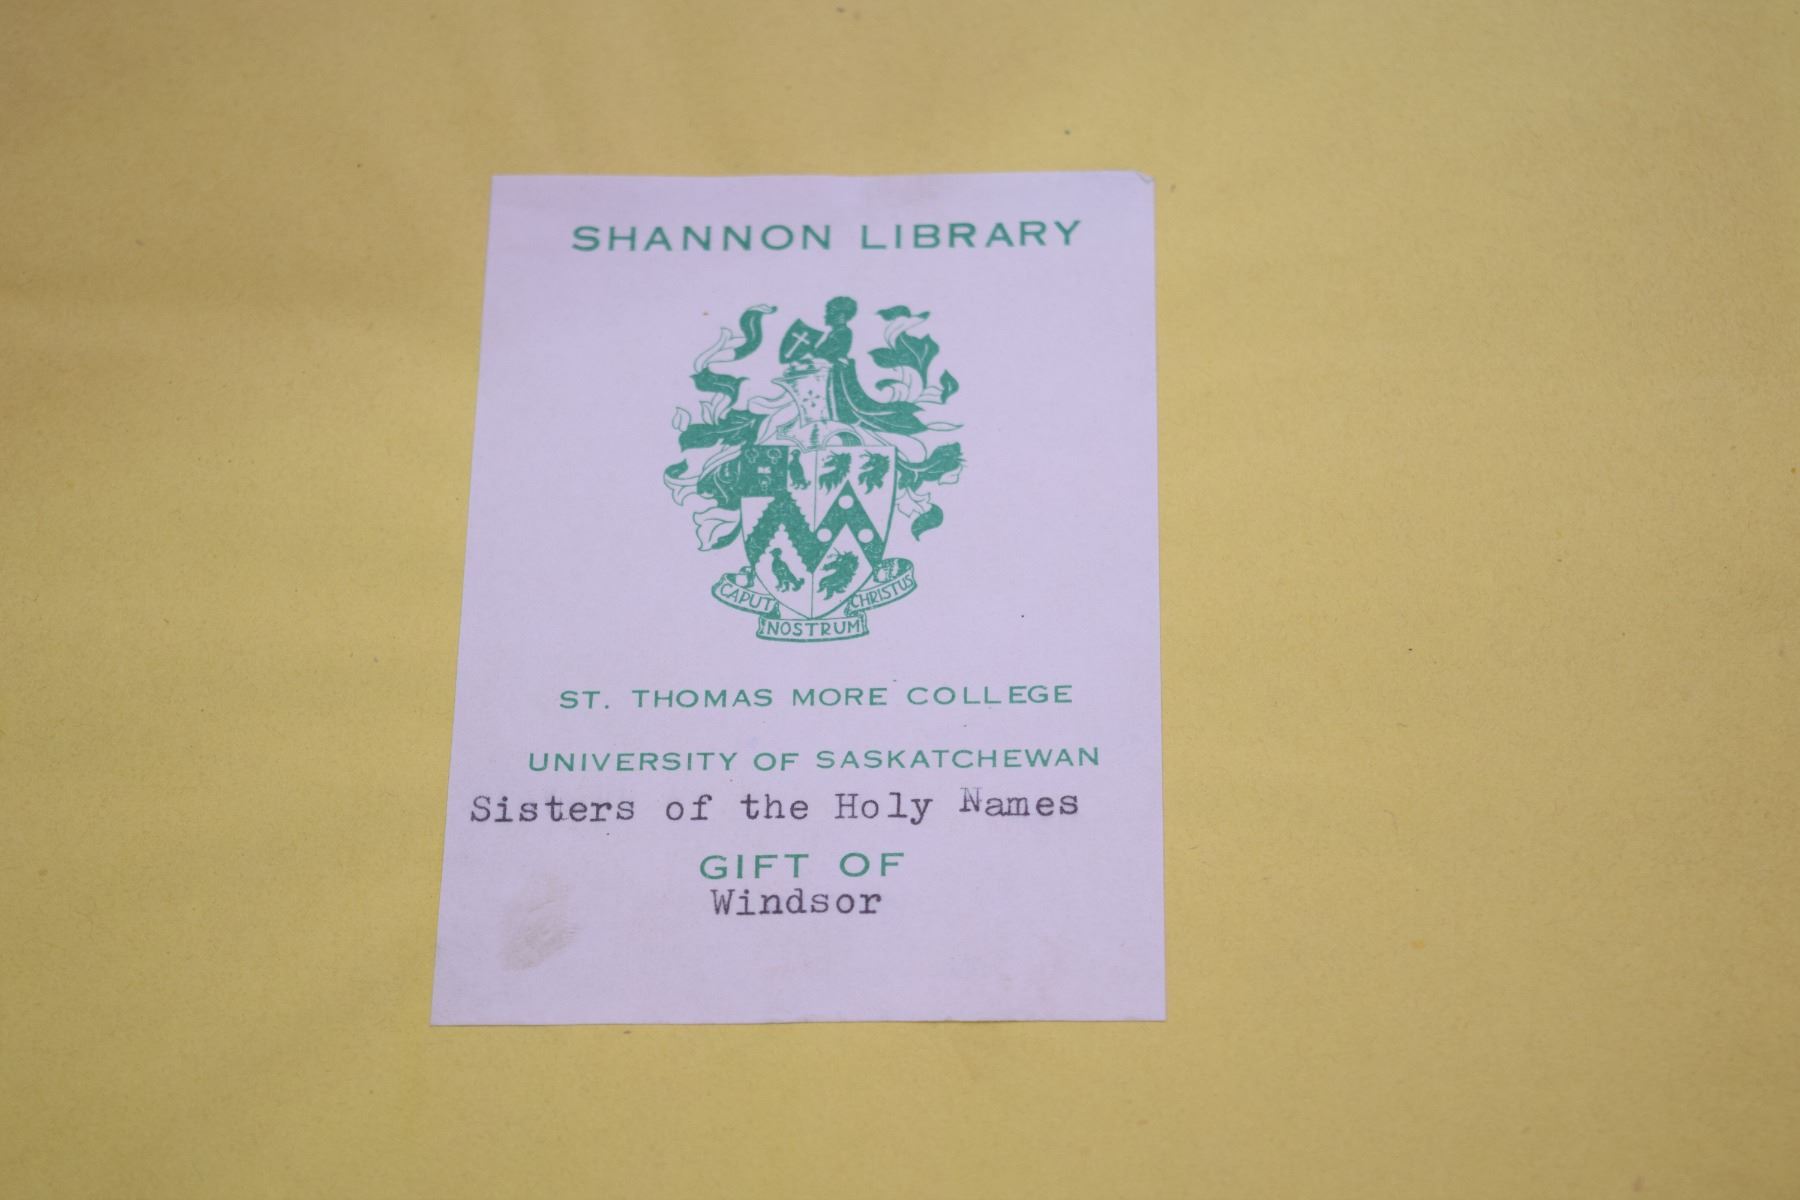 SHANNON LIBRARY
CAPUT NOSTRUM CHRISTUS
ST. THOMAS MORE COLLEGE
UNIVERSITY OF SASKATCHEWAN
Sisters of the Holy Names
GIFT OF
Windsor